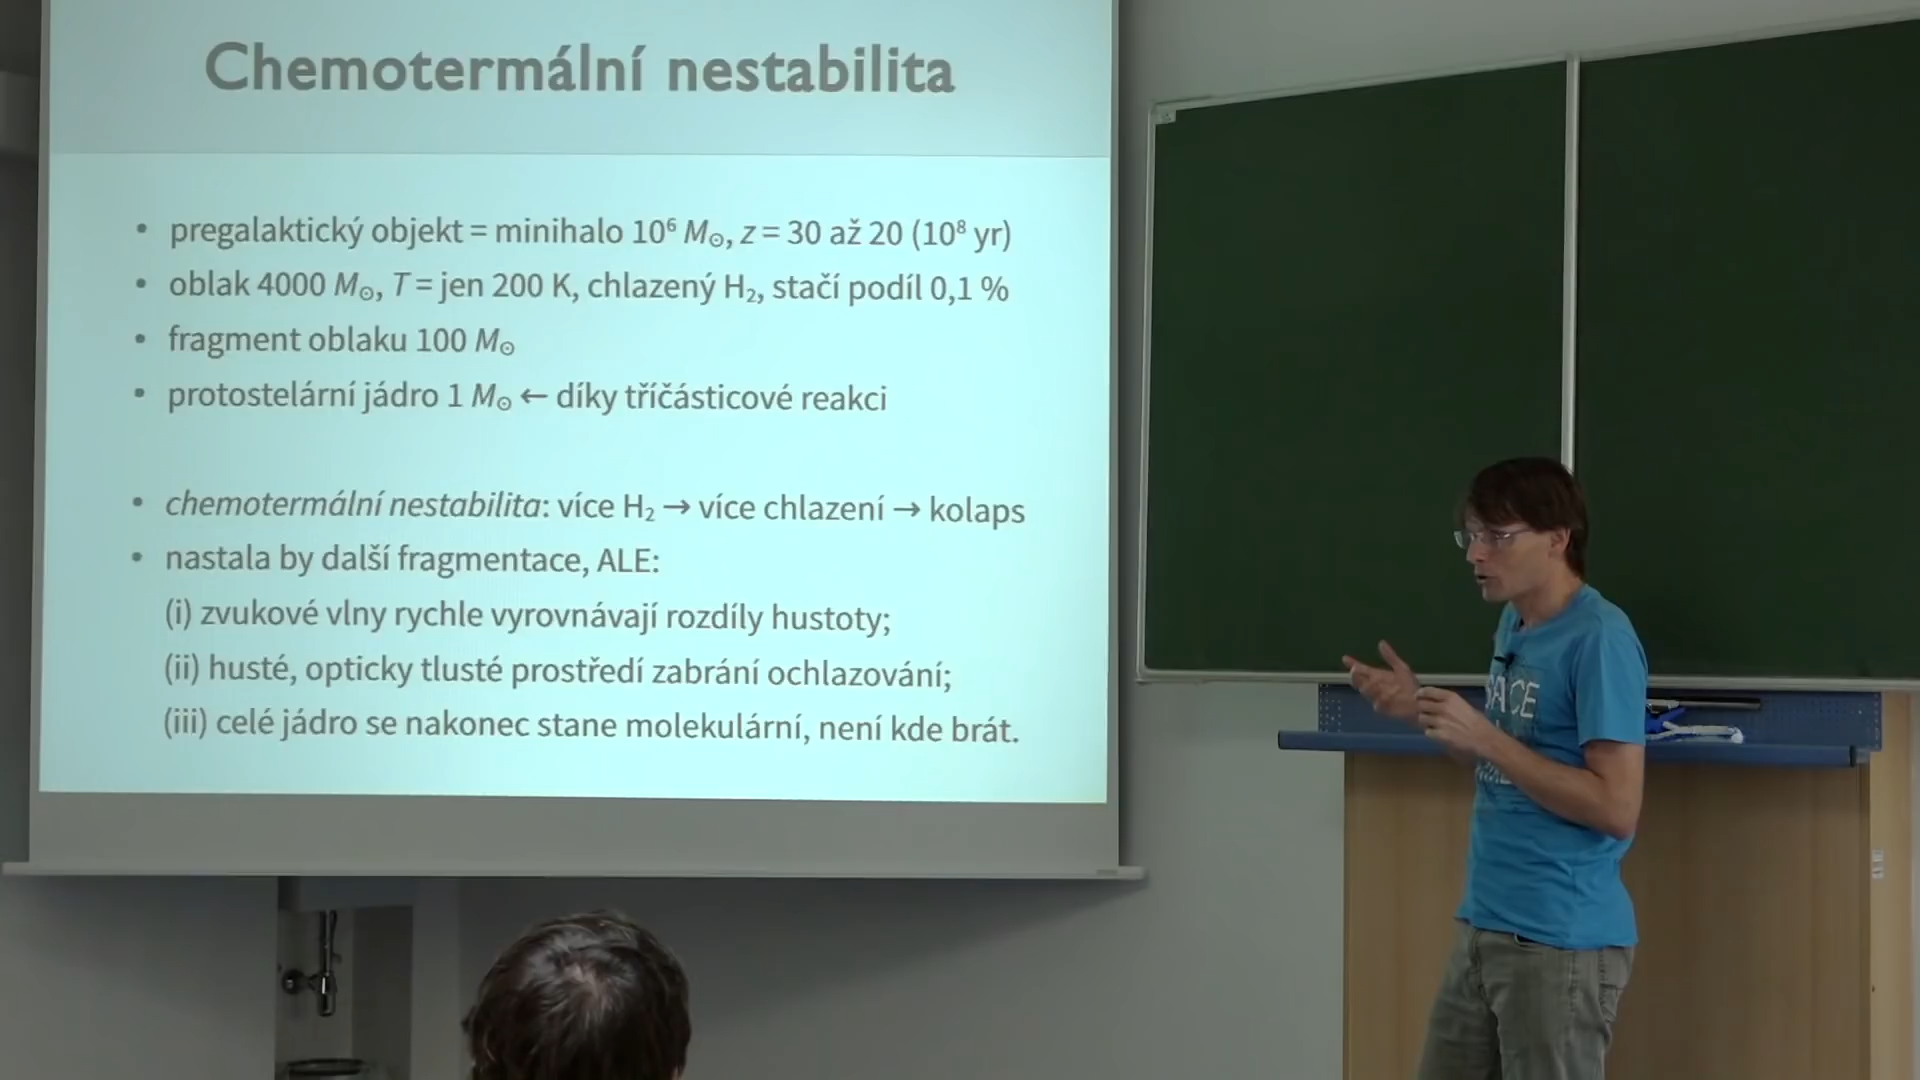 Chemotermální nestabilita
• pregalaktický objekt = minihalo 10⁶ M☉, z = 30 až 20 (10⁸ yr)
• oblak 4000 M☉, T = jen 200 K, chlazený H₂, stačí podíl 0,1 %
• fragment oblaku 100 M☉
• protostelární jádro 1 M☉ ← díky tříčásticové reakci
• chemotermální nestabilita: více H₂ → více chlazení → kolaps
• nastala by další fragmentace, ALE:
(i) zvukové vlny rychle vyrovnávají rozdíly hustoty;
(ii) husté, opticky tlusté prostředí zabrání ochlazování;
(iii) celé jádro se nakonec stane molekulární, není kde brát.